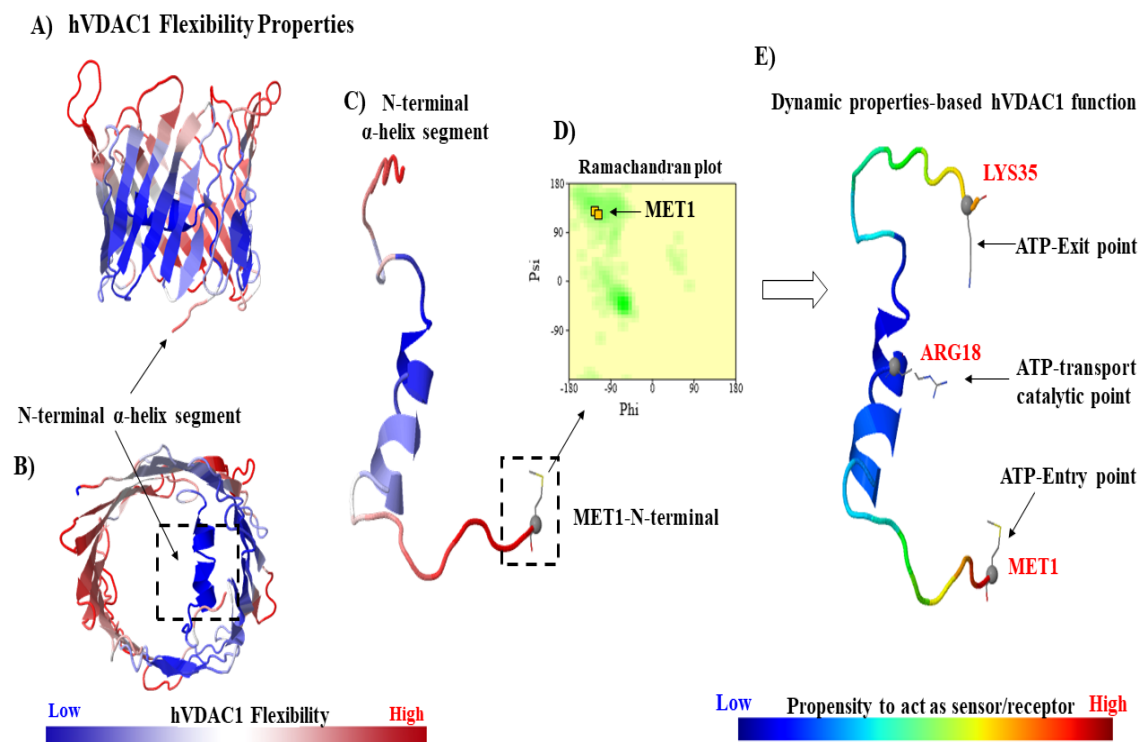 A) hVDAC1 Flexibility Properties
C) N-terminal
α-helix segment
D)
Ramachandran plot
180
90
0
-90
-180
-90
0
90
180
Psi
Phi
MET1
E)
Dynamic properties-based hVDAC1 function
LYS35
ATP-Exit point
ARG18
ATP-transport
catalytic point
ATP-Entry point
MET1
N-terminal α-helix segment
B)
MET1-N-terminal
Low
hVDAC1 Flexibility
High
Low
Propensity to act as sensor/receptor
High